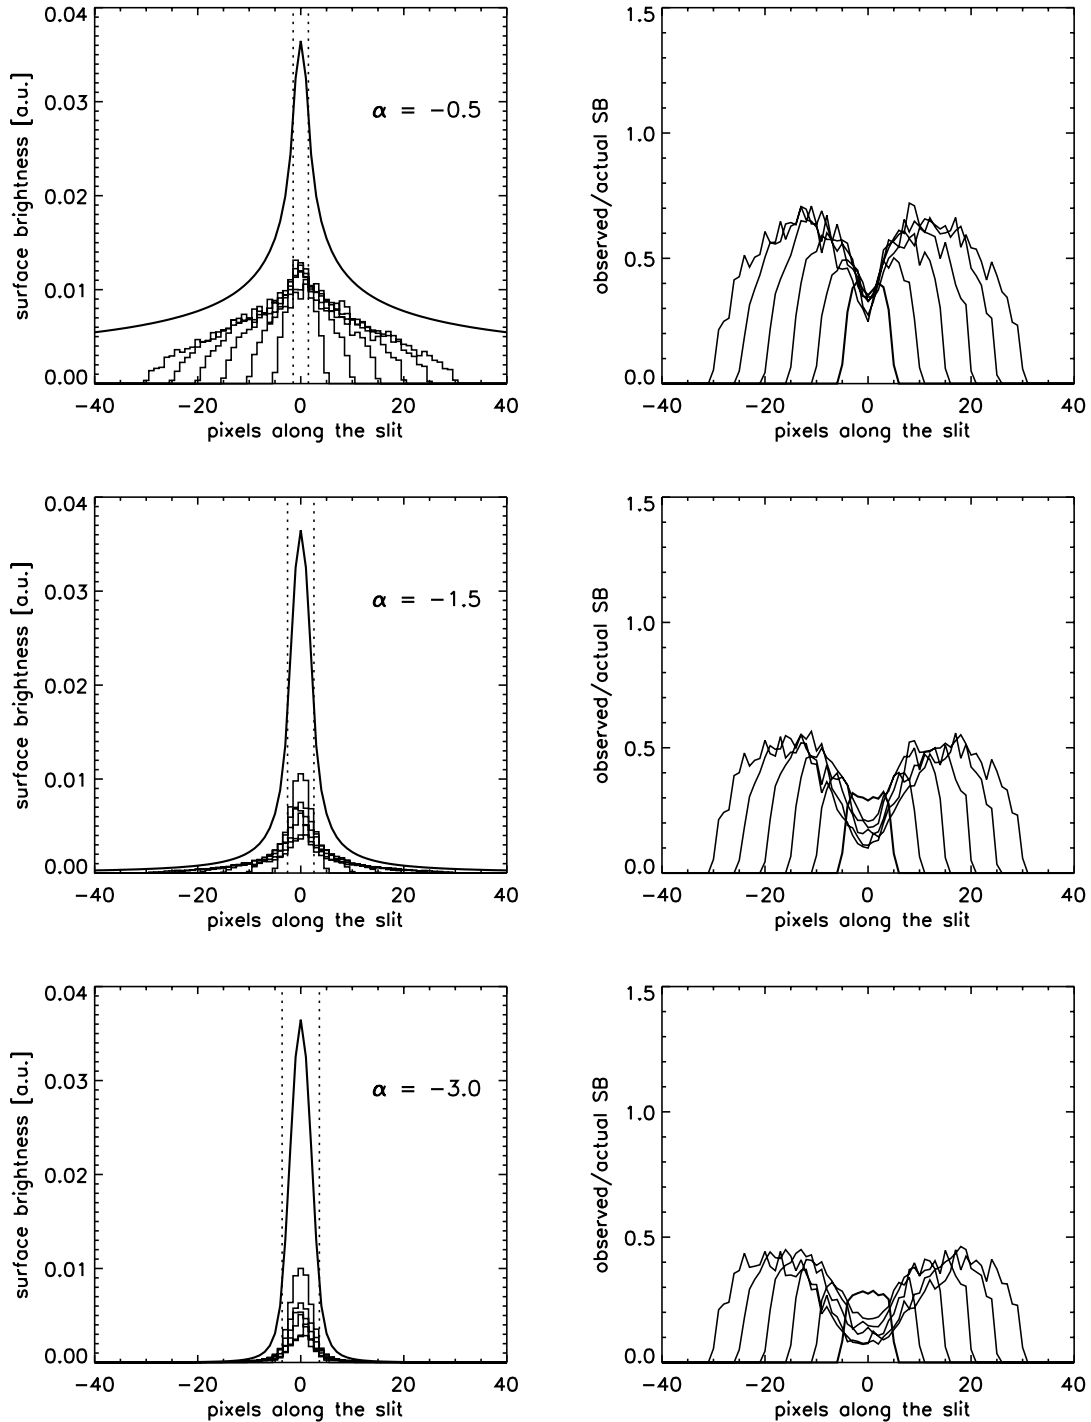 surface brightness [a.u.]
0.04
0.03
0.02
0.01
0.00
α = −0.5
−40 −20 0 20 40
pixels along the slit
observed/actual SB
1.5
1.0
0.5
0.0
−40 −20 0 20 40
pixels along the slit
surface brightness [a.u.]
0.04
0.03
0.02
0.01
0.00
α = −1.5
−40 −20 0 20 40
pixels along the slit
observed/actual SB
1.5
1.0
0.5
0.0
−40 −20 0 20 40
pixels along the slit
surface brightness [a.u.]
0.04
0.03
0.02
0.01
0.00
α = −3.0
−40 −20 0 20 40
pixels along the slit
observed/actual SB
1.5
1.0
0.5
0.0
−40 −20 0 20 40
pixels along the slit